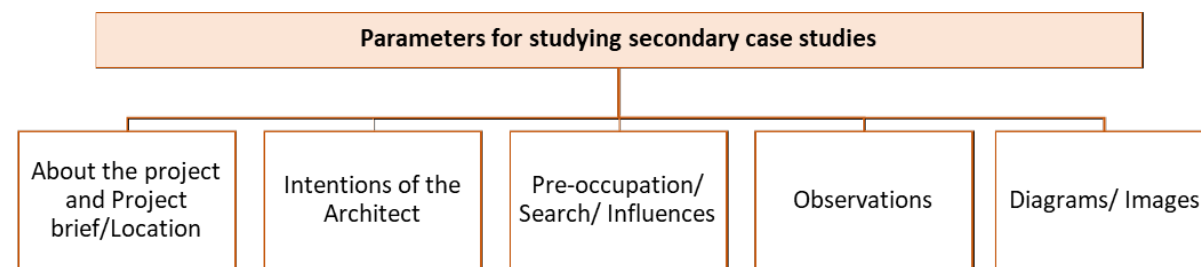 Parameters for studying secondary case studies
About the project
and Project
brief/Location
Intentions of the
Architect
Pre-occupation/
Search/ Influences
Observations
Diagrams/ Images